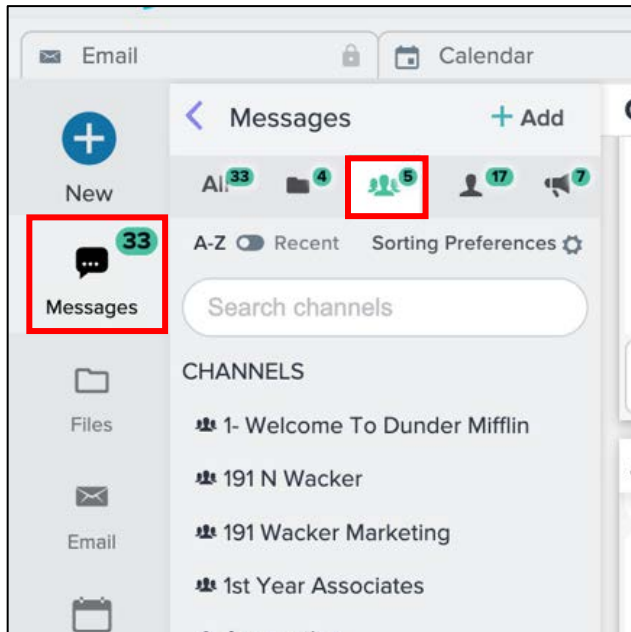 Email
Calendar
New
Messages
+ Add
All 33 4 5 17 7
33
Messages
A-Z Recent Sorting Preferences
Search channels
CHANNELS
Files
1- Welcome To Dunder Mifflin
191 N Wacker
Email
191 Wacker Marketing
1st Year Associates